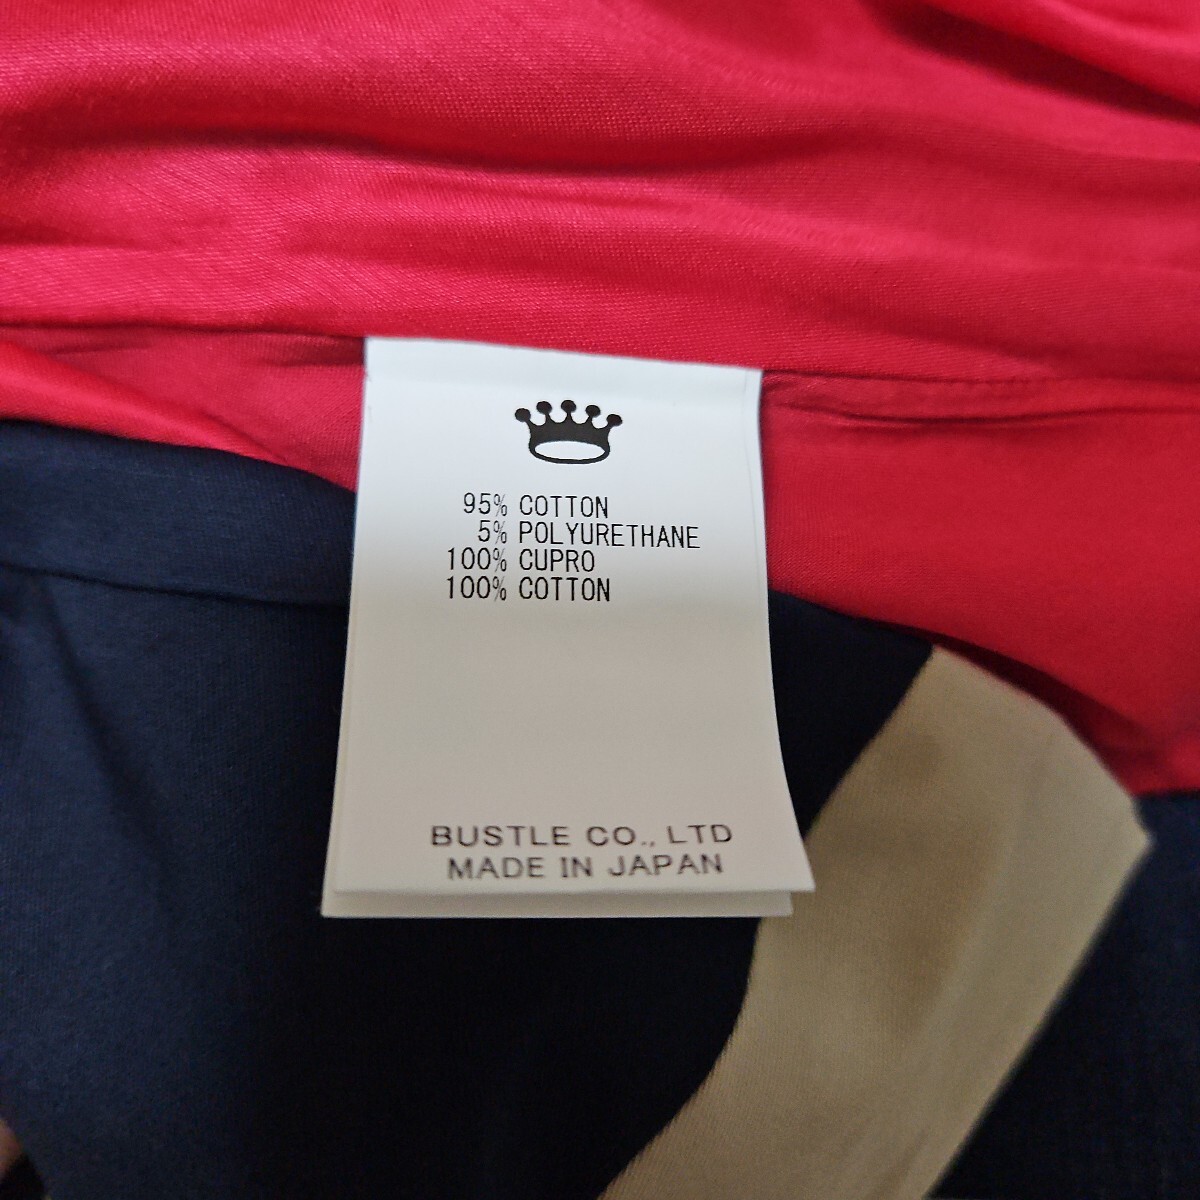 95% COTTON
5% POLYURETHANE
100% CUPRO
100% COTTON
BUSTLE CO., LTD
MADE IN JAPAN